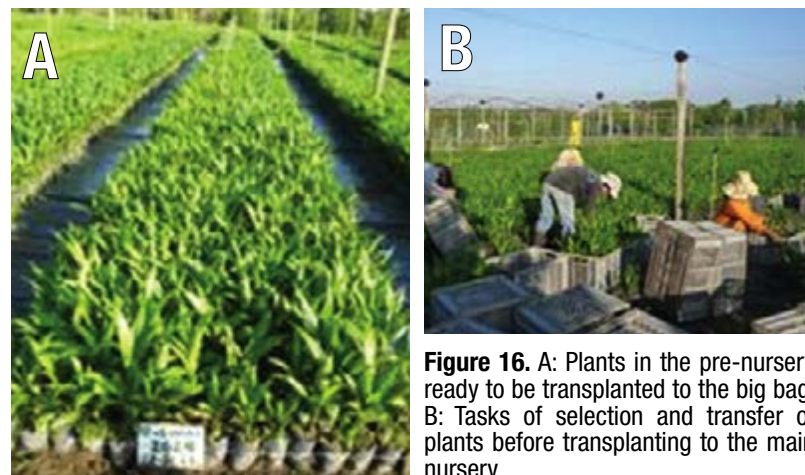 A
B
Figure 16. A: Plants in the pre-nurser
ready to be transplanted to the big bag
B: Tasks of selection and transfer o
plants before transplanting to the main
nursery